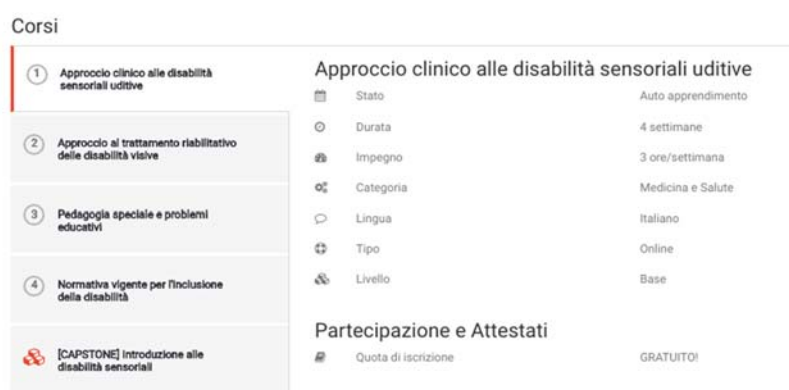 Corsi
1 Approccio clinico alle disabilità
sensoriali uditive
2 Approccio al trattamento riabilitativo
delle disabilità visive
3 Pedagogia speciale e problemi
educativi
4 Normativa vigente per l'inclusione
della disabilità
[CAPSTONE] Introduzione alle
disabilità sensoriali
Approccio clinico alle disabilità sensoriali uditive
Stato Auto apprendimento
Durata 4 settimane
Impegno 3 ore/settimana
Categoria Medicina e Salute
Lingua Italiano
Tipo Online
Livello Base
Partecipazione e Attestati
Quota di iscrizione GRATUITO!